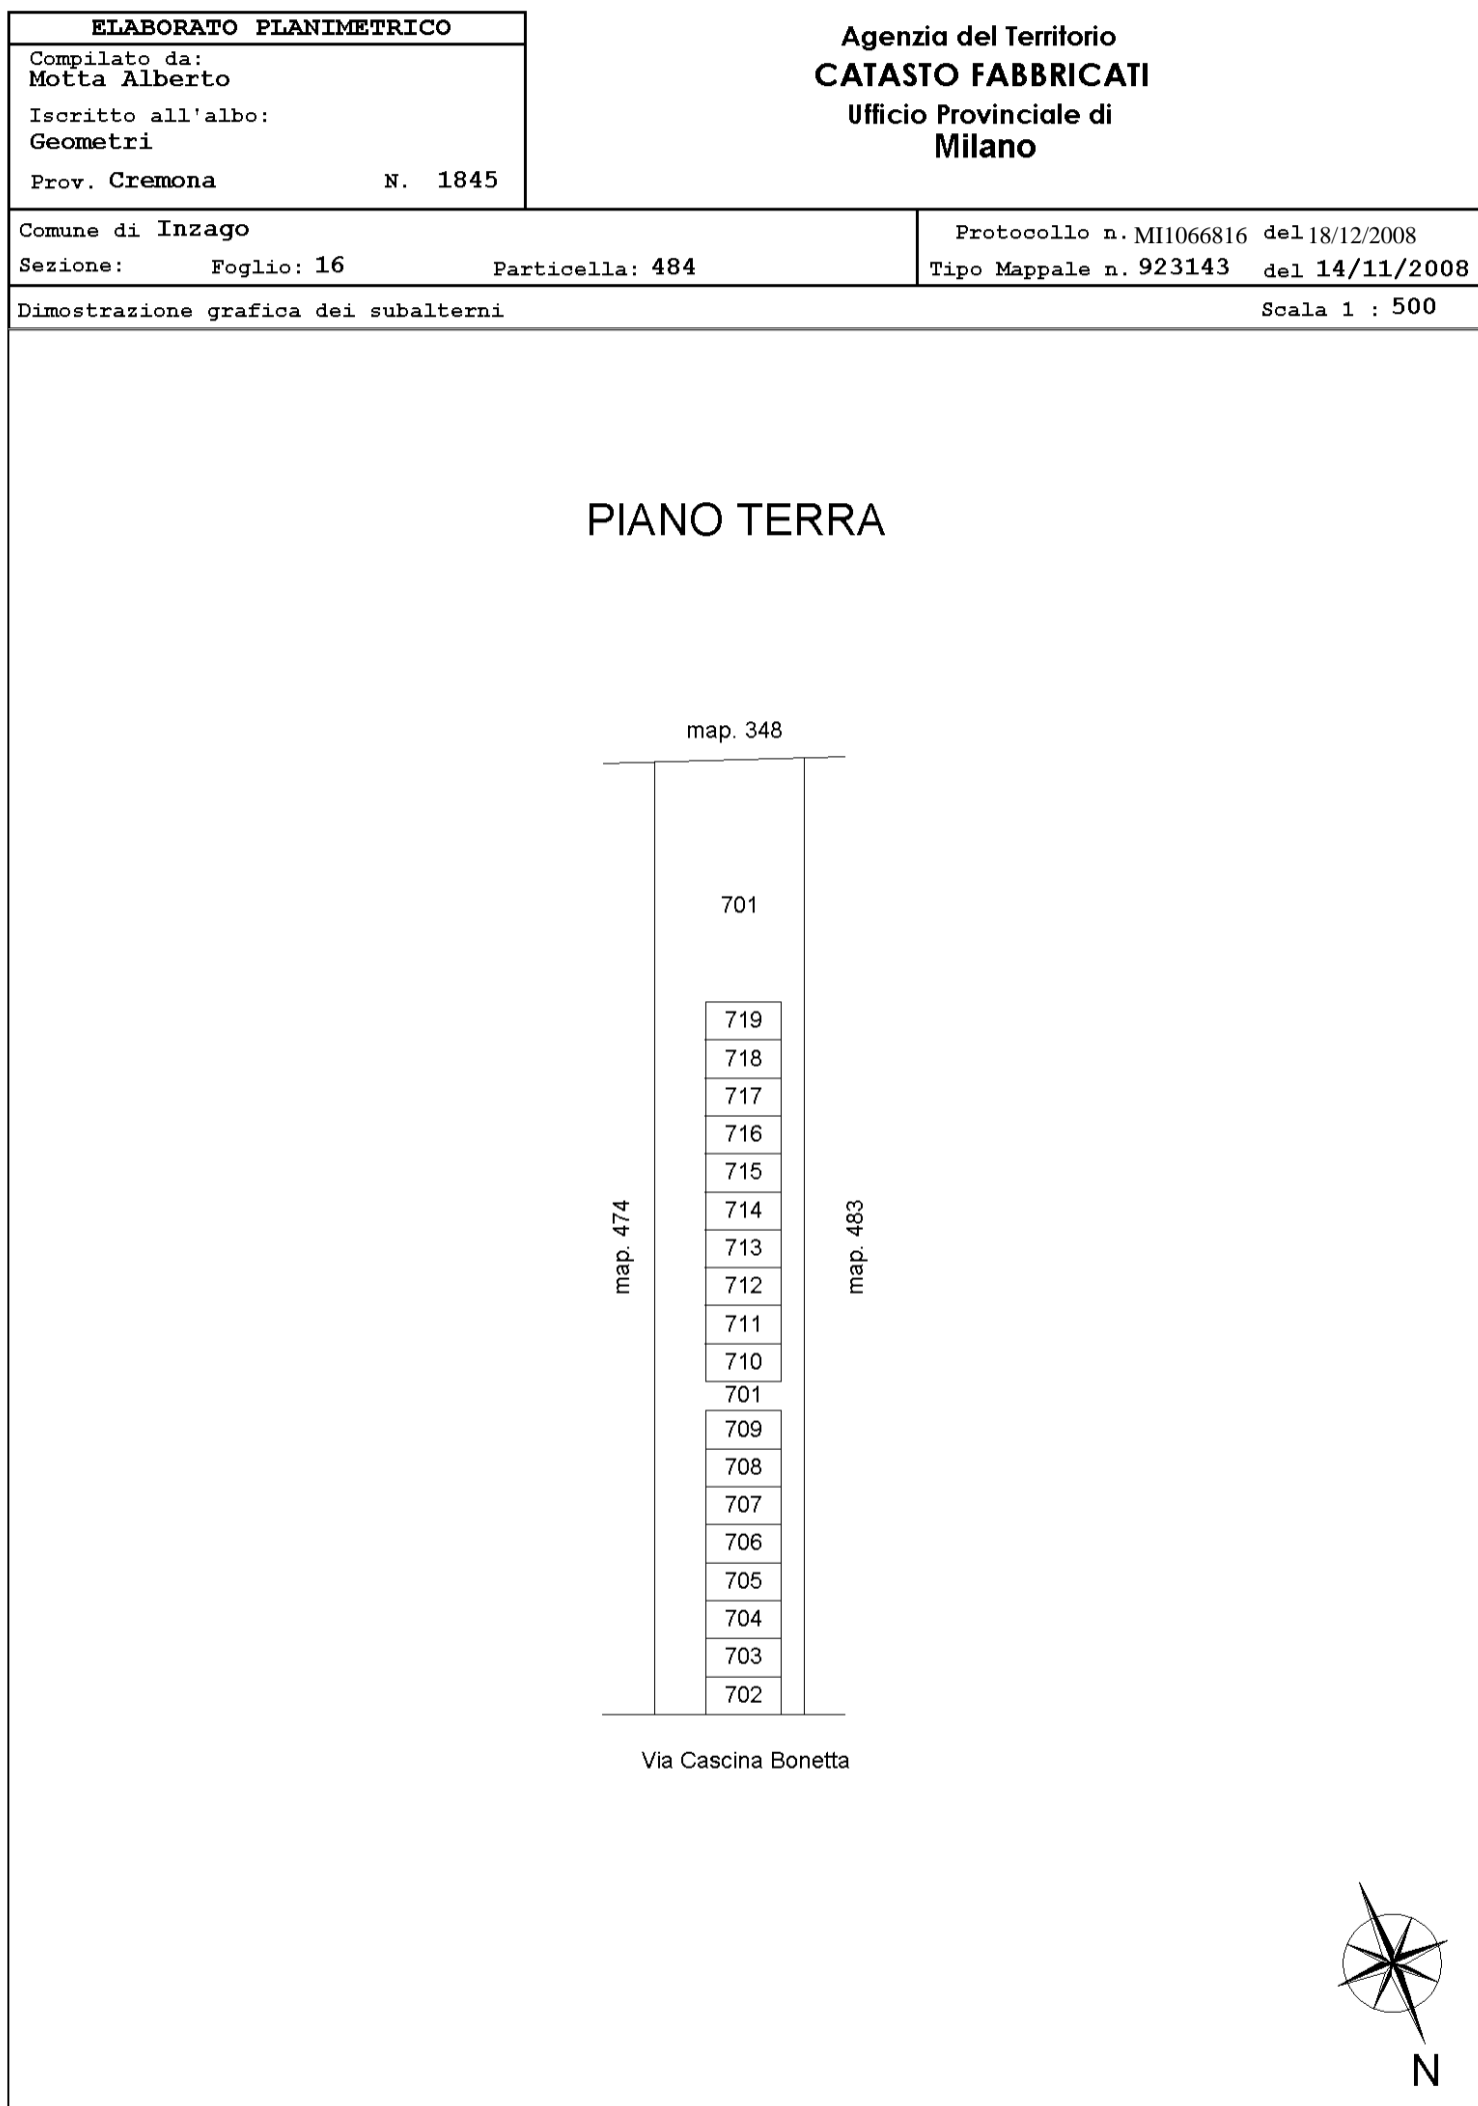 ELABORATO PLANIMETRICO
Compilato da:
Motta Alberto
Iscritto all'albo:
Geometri
Prov. Cremona N. 1845
Agenzia del Territorio
CATASTO FABBRICATI
Ufficio Provinciale di
Milano
Comune di Inzago
Sezione: Foglio: 16 Particella: 484
Protocollo n. MI1066816 del 18/12/2008
Tipo Mappale n. 923143 del 14/11/2008
Dimostrazione grafica dei subalterni Scala 1 : 500
PIANO TERRA
map. 348
701
719
718
717
716
715
714
713
712
711
710
701
709
708
707
706
705
704
703
702
map. 474
map. 483
Via Cascina Bonetta
N